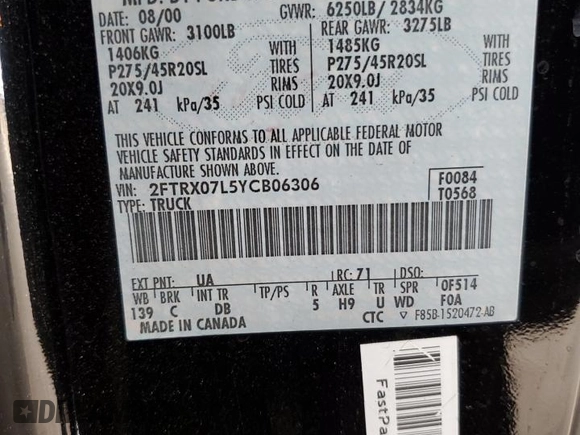 DATE: 08/00 GVWR: 6250LB/ 2834KG
FRONT GAWR: 3100LB REAR GAWR: 3275LB
1406KG WITH 1485KG WITH
P275/45R20SL TIRES P275/45R20SL TIRES
20X9.0J RIMS 20X9.0J RIMS
AT 241 kPa/35 PSI COLD AT 241 kPa/35 PSI COLD
THIS VEHICLE CONFORMS TO ALL APPLICABLE FEDERAL MOTOR
VEHICLE SAFETY STANDARDS IN EFFECT ON THE DATE OF
MANUFACTURE SHOWN ABOVE.
VIN: 2FTRX07L5YCB06306 F0084
TYPE: TRUCK T0568
EXT PNT: UA RC: 71 DSO:
WB BRK INT TR TP/PS R AXLE TR SPR 0F514
139 C DB 5 H9 U WD F0A
MADE IN CANADA CTC ▽ F85B-1520472-AB